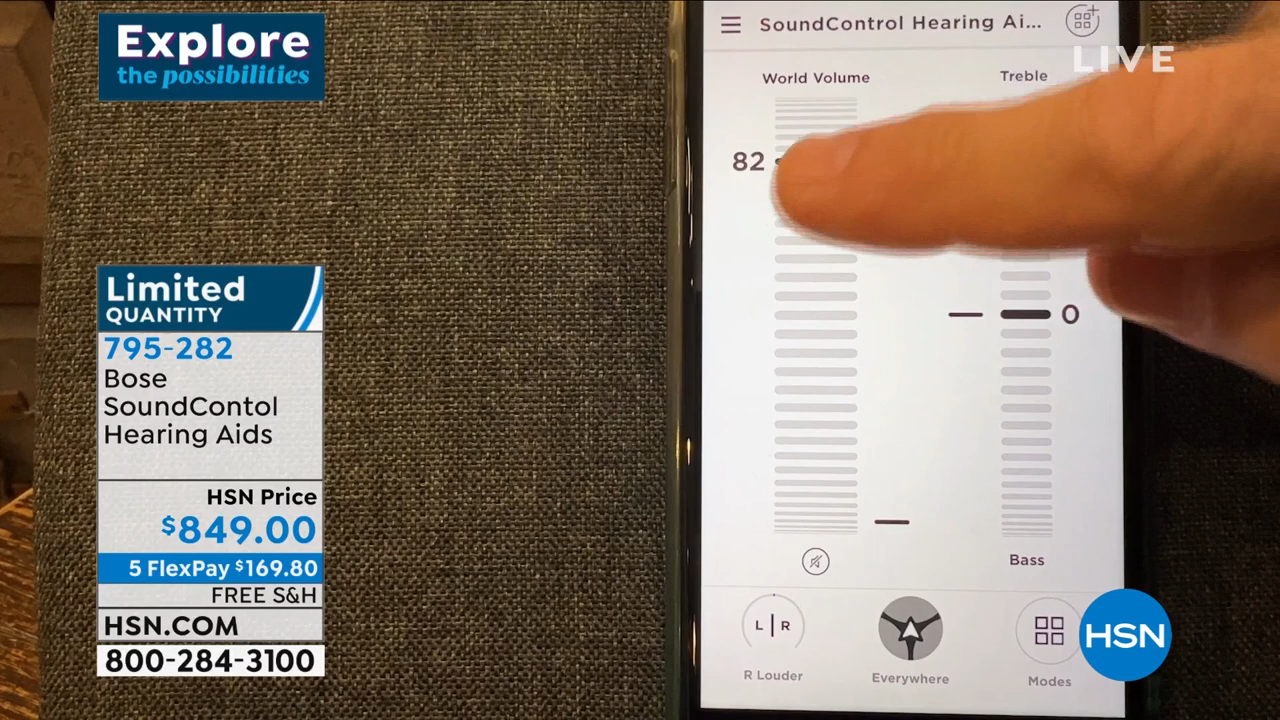 Explore
the possibilities
Limited
QUANTITY
795-282
Bose
SoundContol
Hearing Aids
HSN Price
$849.00
5 FlexPay $169.80
FREE S&H
HSN.COM
800-284-3100
SoundControl Hearing Ai...
LIVE
World Volume
Treble
82
0
Bass
L | R
R Louder
Everywhere
Modes
HSN